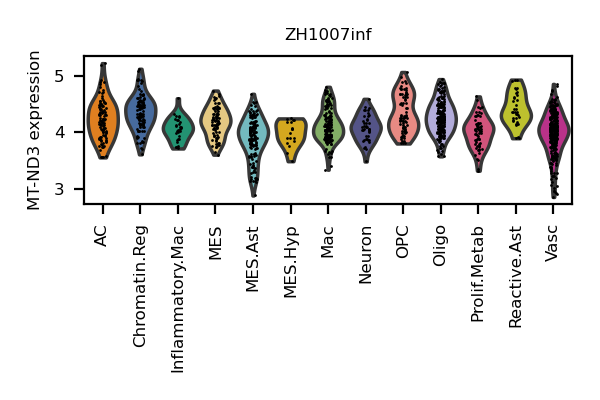 ZH1007inf
MT-ND3 expression
5
4
3
AC
Chromatin.Reg
Inflammatory.Mac
MES
MES.Ast
MES.Hyp
Mac
Neuron
OPC
Oligo
Prolif.Metab
Reactive.Ast
Vasc